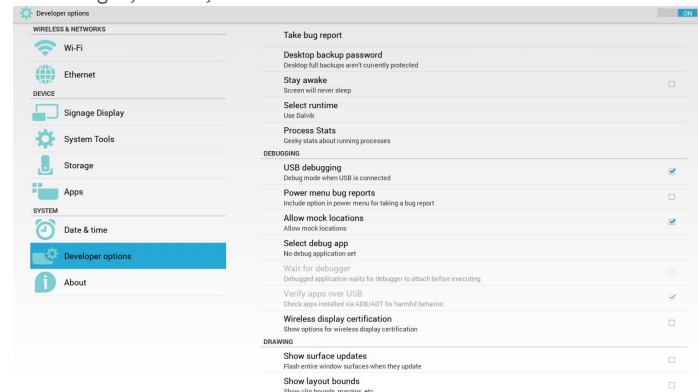 Developer options
ON
WIRELESS & NETWORKS
Wi-Fi
Ethernet
DEVICE
Signage Display
System Tools
Storage
Apps
SYSTEM
Date & time
Developer options
About
Take bug report
Desktop backup password
Desktop full backups aren't currently protected
Stay awake
Screen will never sleep
Select runtime
Use Dalvik
Process Stats
Geeky stats about running processes
DEBUGGING
USB debugging
Debug mode when USB is connected
Power menu bug reports
Include option in power menu for taking a bug report
Allow mock locations
Allow mock locations
Select debug app
No debug application set
Wait for debugger
Debugged application waits for debugger to attach before executing
Verify apps over USB
Check apps installed via ADB/ADT for harmful behavior.
Wireless display certification
Show options for wireless display certification
DRAWING
Show surface updates
Flash entire window surfaces when they update
Show layout bounds
Show clip bounds, margins, etc.